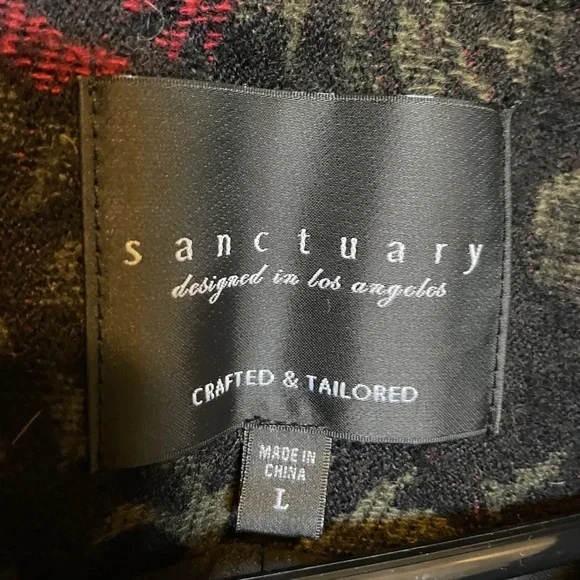 sanctuary
designed in los angeles
CRAFTED & TAILORED
MADE IN
CHINA
L